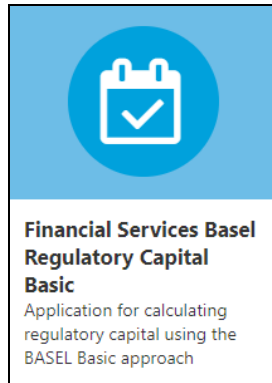 Financial Services Basel
Regulatory Capital
Basic
Application for calculating
regulatory capital using the
BASEL Basic approach